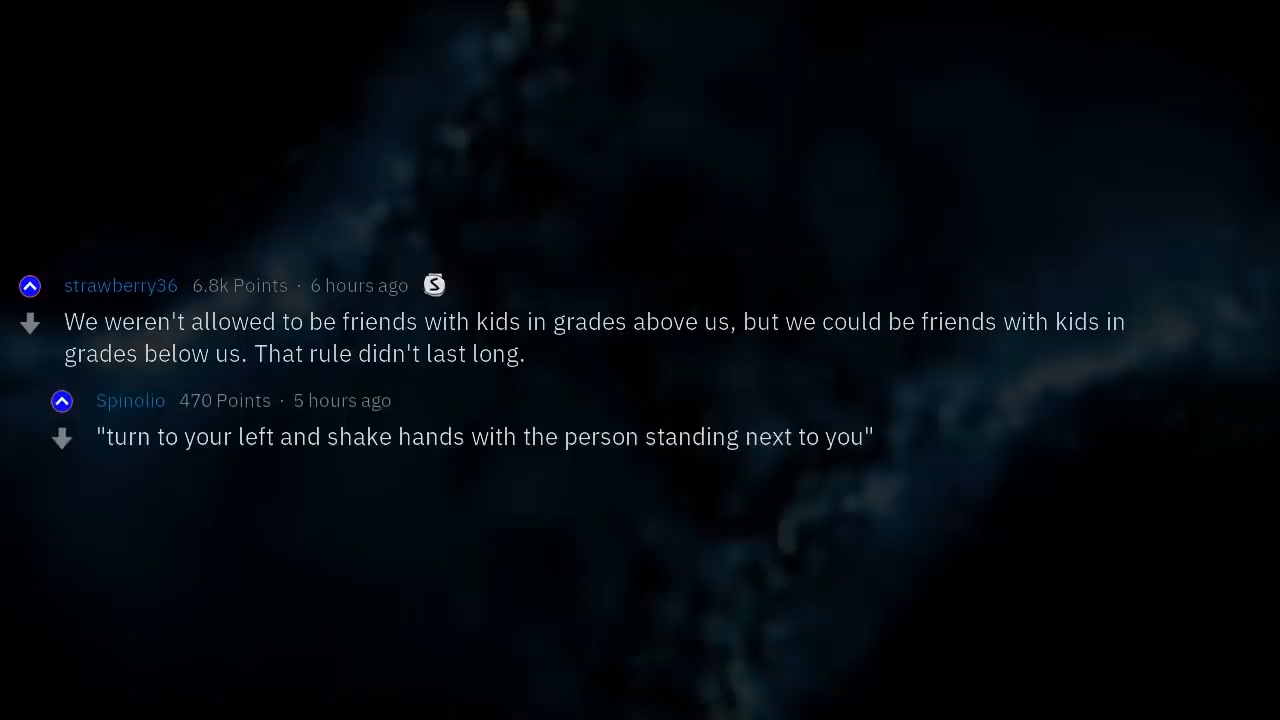 strawberry36 6.8k Points · 6 hours ago S
We weren't allowed to be friends with kids in grades above us, but we could be friends with kids in
grades below us. That rule didn't last long.
Spinolio 470 Points · 5 hours ago
"turn to your left and shake hands with the person standing next to you"